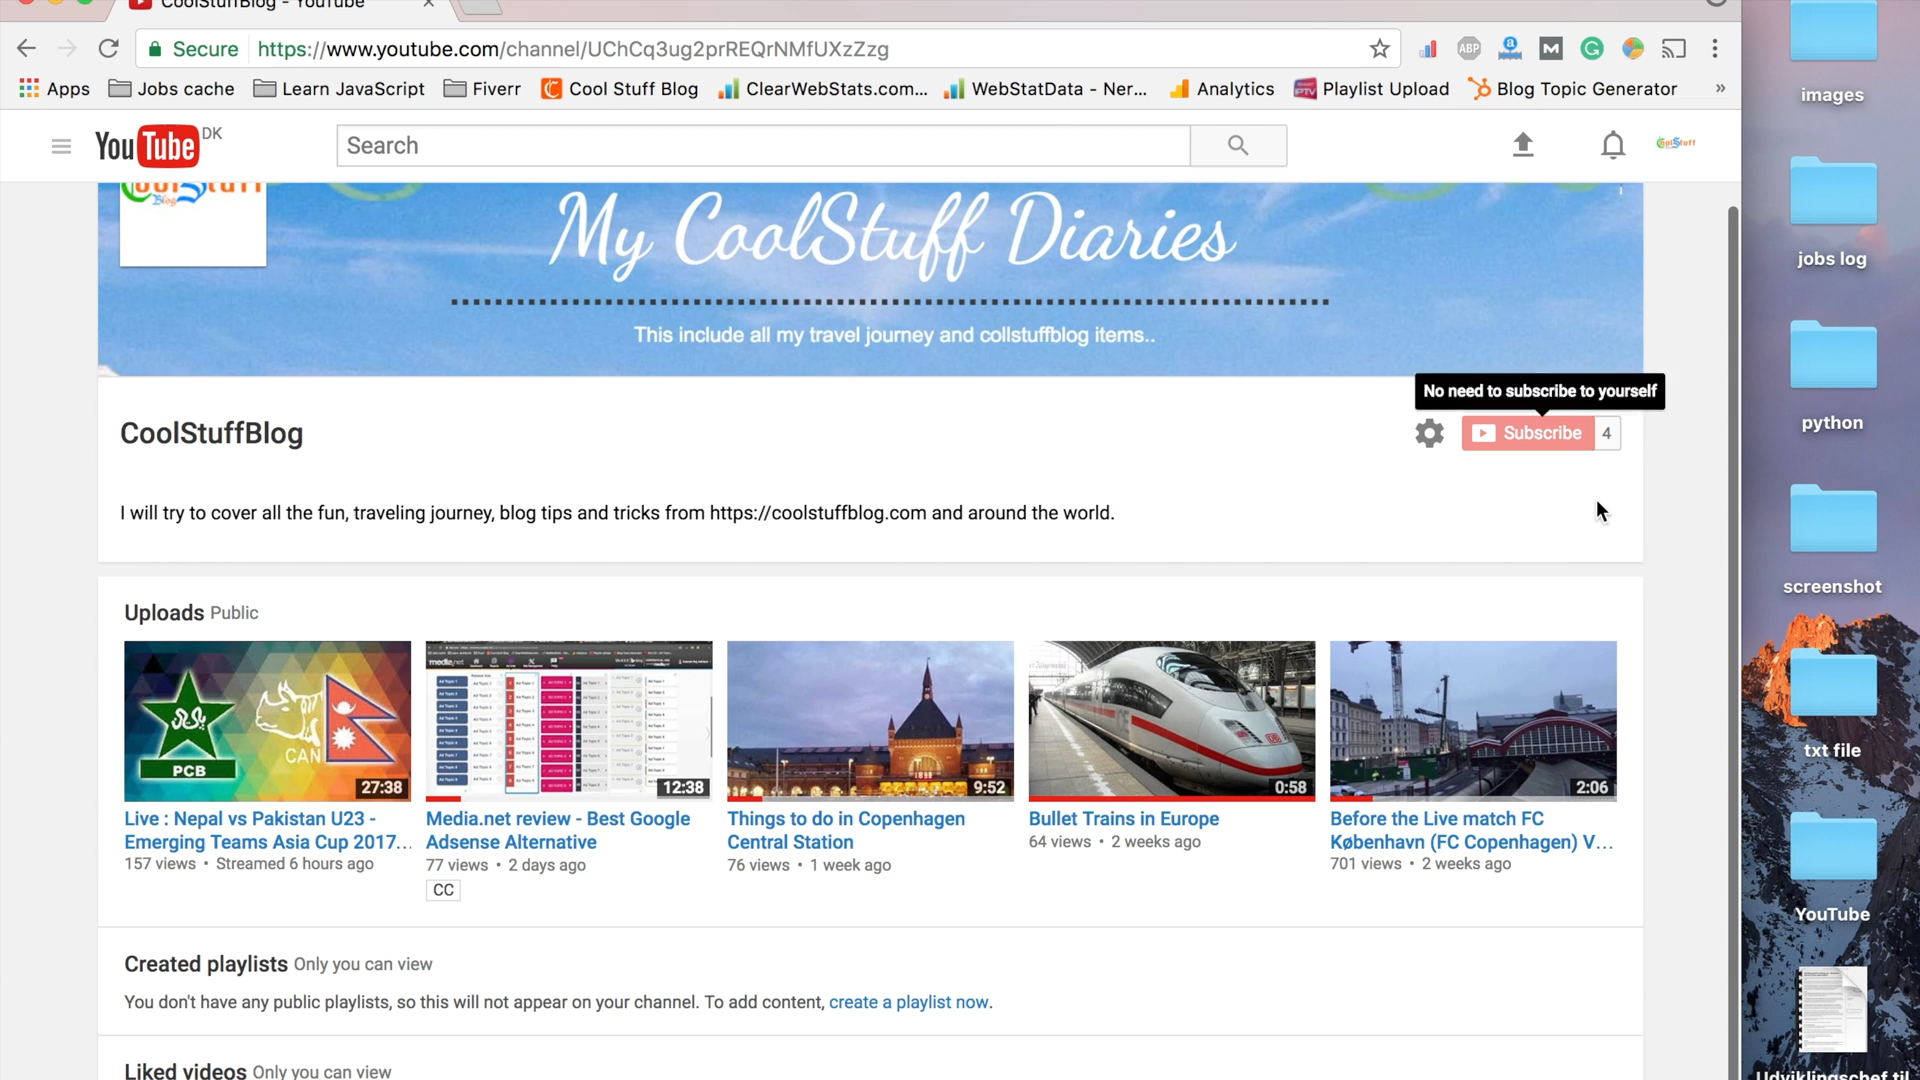 CoolStuffBlog - YouTube
Secure https://www.youtube.com/channel/UChCq3ug2prREQrNMfUXzZzg
ABP
Apps Jobs cache Learn JavaScript Fiverr Cool Stuff Blog ClearWebStats.com... WebStatData - Ner... Analytics Playlist Upload Blog Topic Generator »
YouTube DK
Search
CoolStuff
CoolStuff
Blog
My CoolStuff Diaries
This include all my travel journey and collstuffblog items..
No need to subscribe to yourself
CoolStuffBlog
Subscribe 4
I will try to cover all the fun, traveling journey, blog tips and tricks from https://coolstuffblog.com and around the world.
Uploads Public
PCB
CAN
27:38
media.net
12:38
9:52
0:58
2:06
Live : Nepal vs Pakistan U23 -
Emerging Teams Asia Cup 2017...
157 views • Streamed 6 hours ago
Media.net review - Best Google
Adsense Alternative
77 views • 2 days ago
CC
Things to do in Copenhagen
Central Station
76 views • 1 week ago
Bullet Trains in Europe
64 views • 2 weeks ago
Before the Live match FC
København (FC Copenhagen) V...
701 views • 2 weeks ago
Created playlists Only you can view
You don't have any public playlists, so this will not appear on your channel. To add content, create a playlist now.
Liked videos Only you can view
images
jobs log
python
screenshot
txt file
YouTube
Udviklingschef til